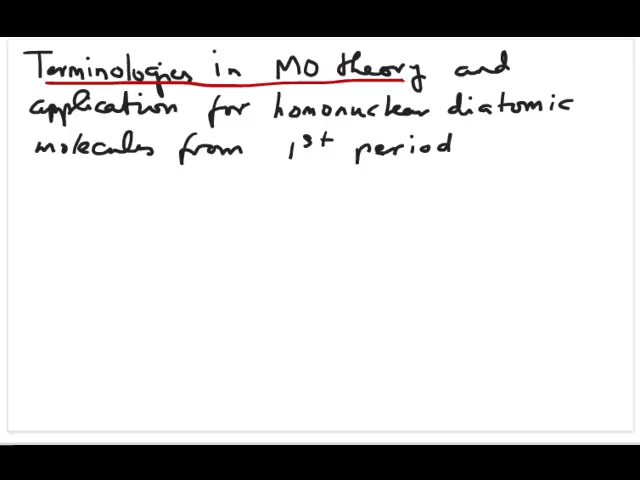 Terminologies in MO theory and
application for homonuclear diatomic
molecules from 1st period